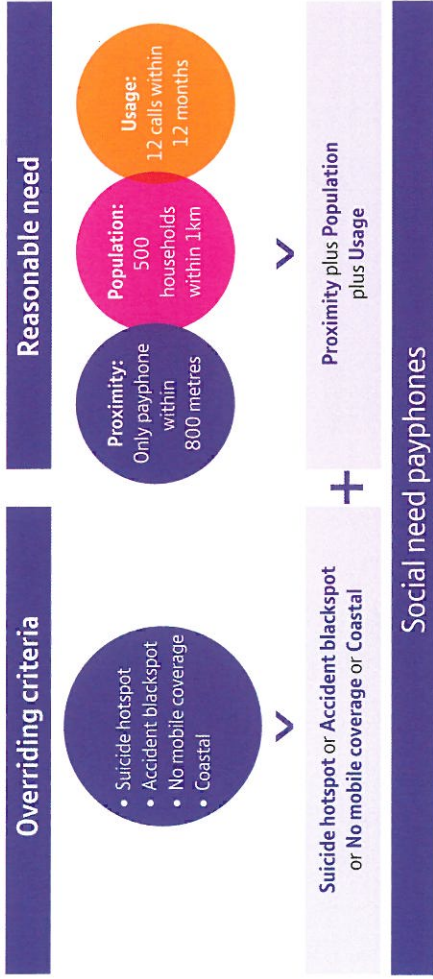 Overriding criteria
• Suicide hotspot
• Accident blackspot
• No mobile coverage
• Coastal
Suicide hotspot or Accident blackspot
or No mobile coverage or Coastal
+
Reasonable need
Proximity:
Only payphone
within
800 metres
Population:
500
households
within 1km
Usage:
12 calls within
12 months
Proximity plus Population
plus Usage
Social need payphones